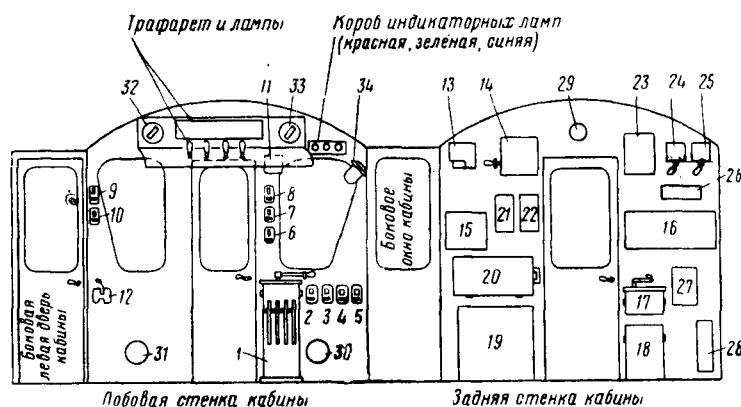 Трафарет и лампы
Короб индикаторных ламп
(красная, зелёная, синяя)
32
11
33
34
13
14
29
23
24
25
9
10
8
7
6
12
31
1
2 3 4 5
30
Боковая
левая дверь
кабины
Боковое
окно кабины
15
21
22
20
19
26
16
17
27
18
28
Лобовая стенка кабины
Задняя стенка кабины